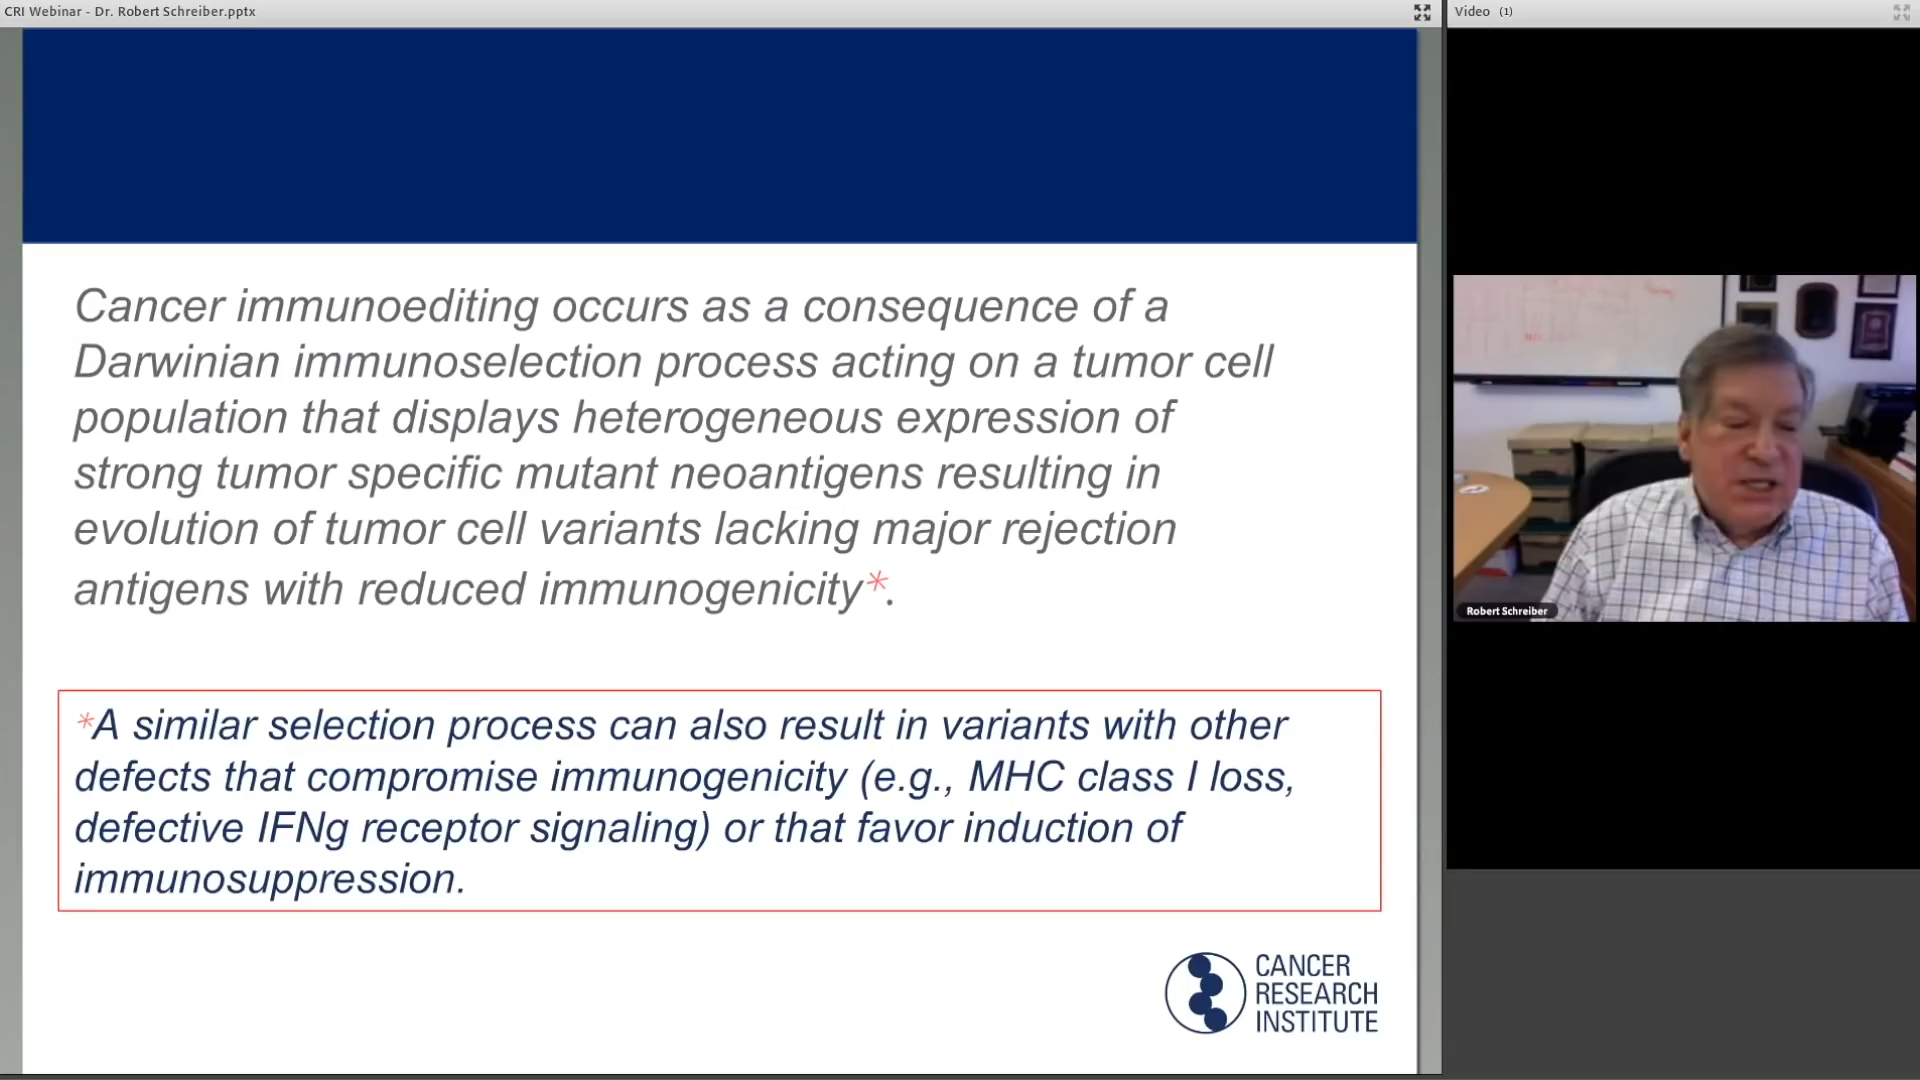 CRI Webinar - Dr. Robert Schreiber.pptx
Video (1)
Cancer immunoediting occurs as a consequence of a
Darwinian immunoselection process acting on a tumor cell
population that displays heterogeneous expression of
strong tumor specific mutant neoantigens resulting in
evolution of tumor cell variants lacking major rejection
antigens with reduced immunogenicity*.
*A similar selection process can also result in variants with other
defects that compromise immunogenicity (e.g., MHC class I loss,
defective IFNg receptor signaling) or that favor induction of
immunosuppression.
CANCER
RESEARCH
INSTITUTE
Robert Schreiber